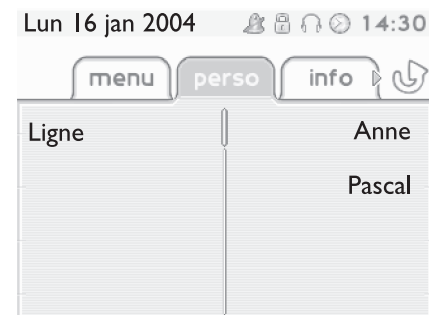 Lun 16 jan 2004 14:30
menu perso info
Ligne Anne
Pascal